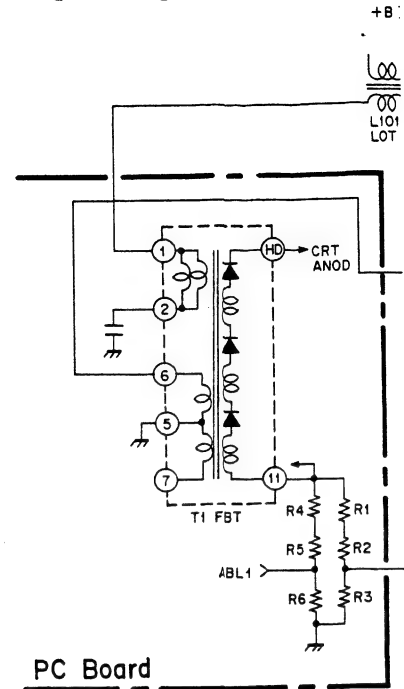 +B
L101
LOT
1
HD
CRT
ANOD
2
6
5
7
11
T1 FBT
R4
R1
R5
R2
ABL1
R6
R3
PC Board